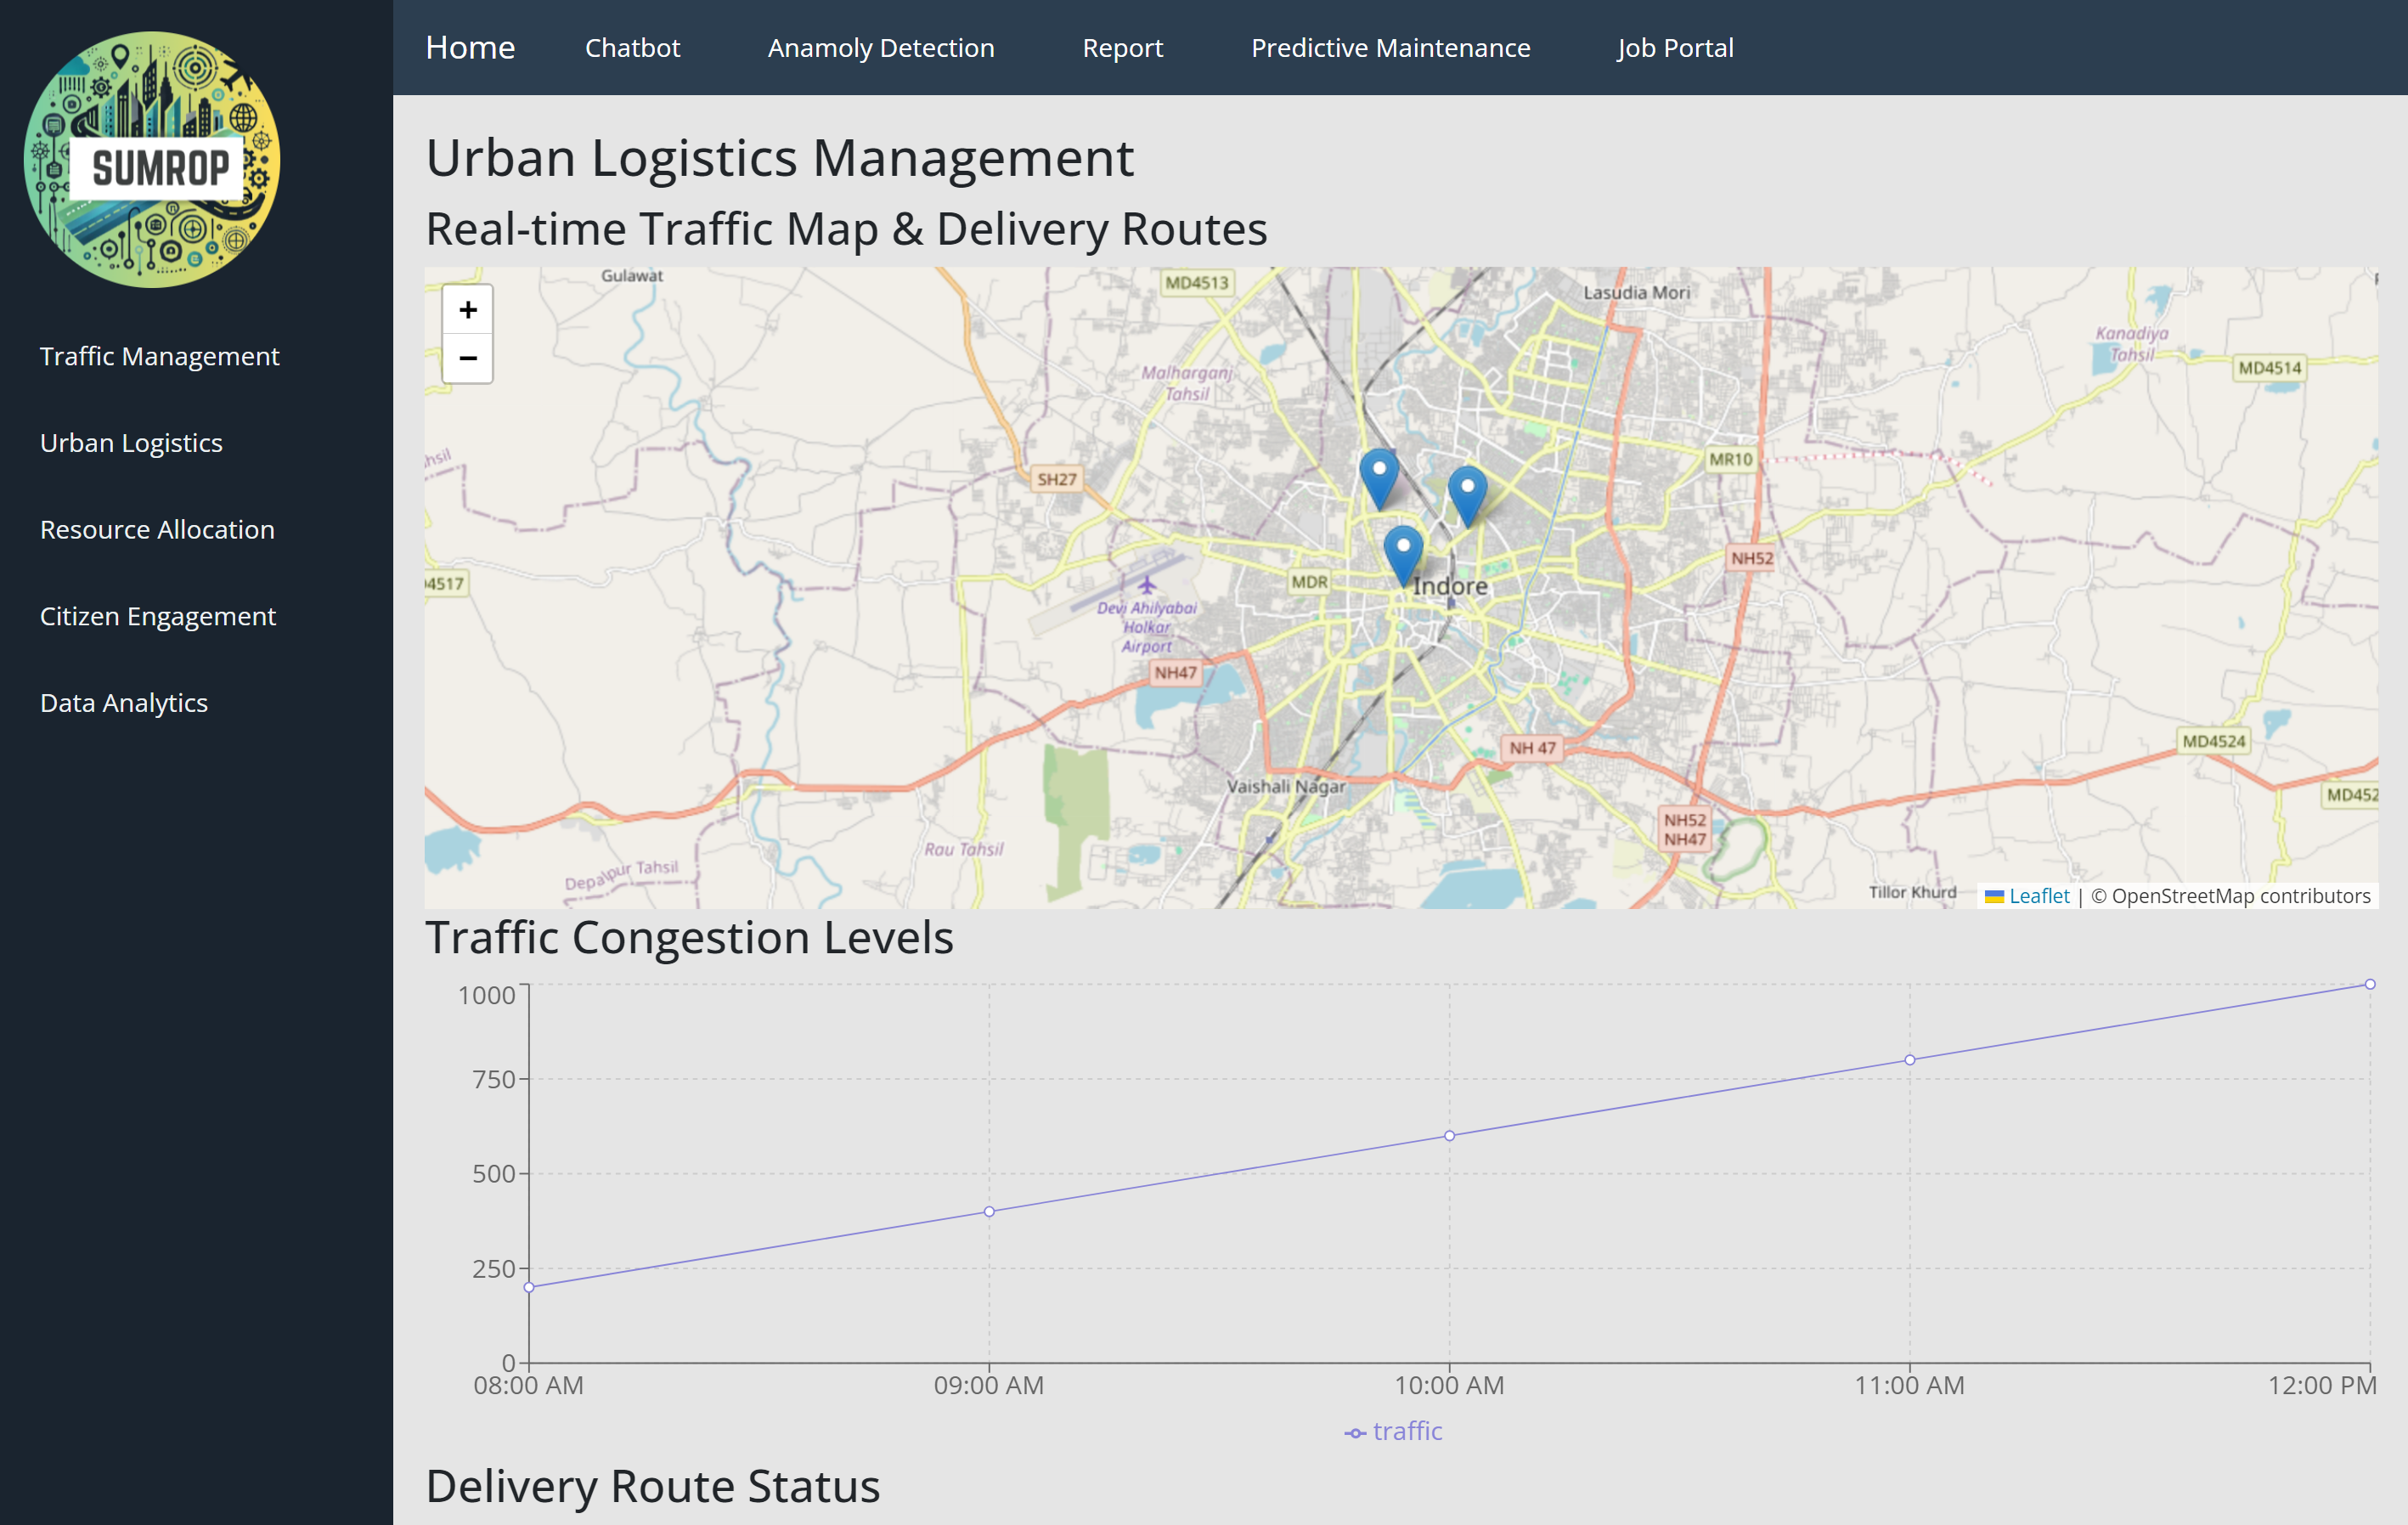 SUMROP
Traffic Management
Urban Logistics
Resource Allocation
Citizen Engagement
Data Analytics
Home
Chatbot
Anamoly Detection
Report
Predictive Maintenance
Job Portal
Urban Logistics Management
Real-time Traffic Map & Delivery Routes
+
−
Gulawat
MD4513
Lasudia Mori
Kanadiya
Tahsil
MD4514
Malharganj
Tahsil
hsil
SH27
MR10
NH52
04517
MDR
Indore
Devi Ahilyabai
Holkar
Airport
NH47
NH 47
MD4524
Vaishali Nagar
MD452
NH52
NH47
Rau Tahsil
Depalpur Tahsil
Tillor Khurd
Leaflet | © OpenStreetMap contributors
Traffic Congestion Levels
1000
750
500
250
0
08:00 AM
09:00 AM
10:00 AM
11:00 AM
12:00 PM
traffic
Delivery Route Status